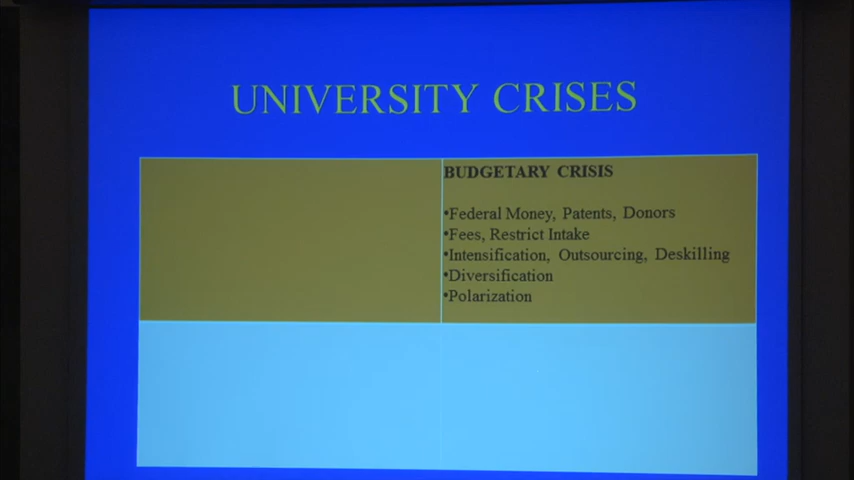 UNIVERSITY CRISES
BUDGETARY CRISIS
•Federal Money, Patents, Donors
•Fees, Restrict Intake
•Intensification, Outsourcing, Deskilling
•Diversification
•Polarization